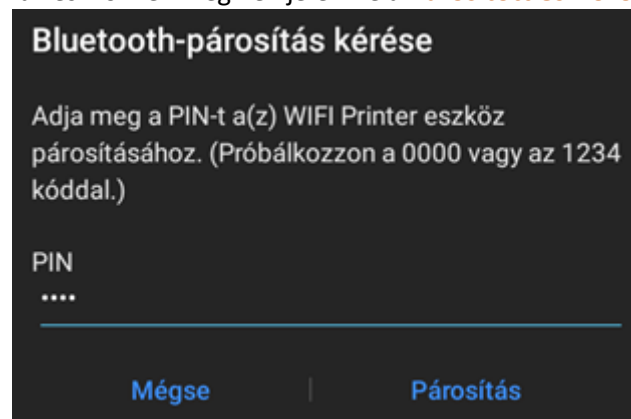 Bluetooth-párosítás kérése
Adja meg a PIN-t a(z) WIFI Printer eszköz
párosításához. (Próbálkozzon a 0000 vagy az 1234
kóddal.)
PIN
••••
Mégse | Párosítás